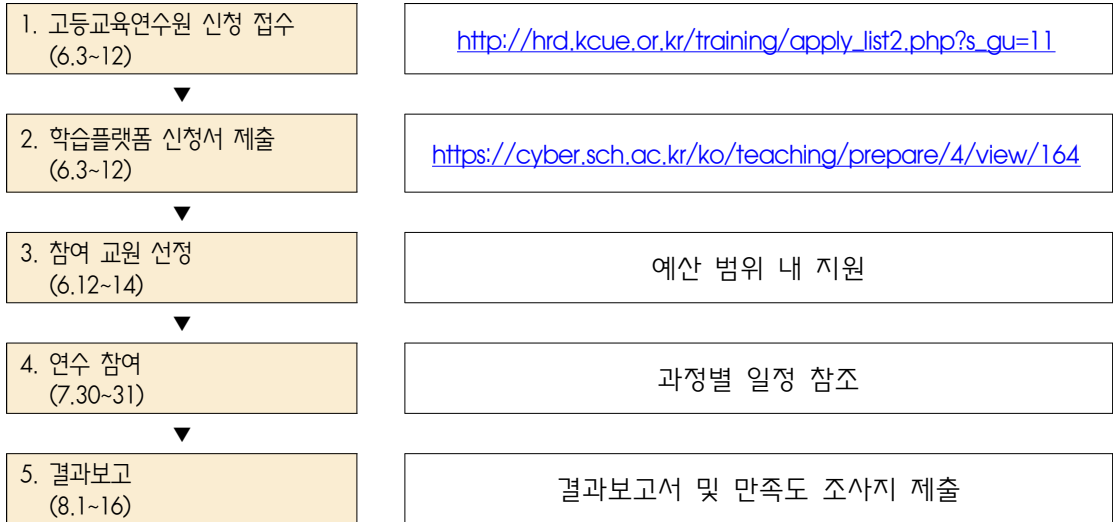 1. 고등교육연수원 신청 접수
(6.3~12)
http://hrd.kcue.or.kr/training/apply_list2.php?s_gu=11
▼
2. 학습플랫폼 신청서 제출
(6.3~12)
https://cyber.sch.ac.kr/ko/teaching/prepare/4/view/164
▼
3. 참여 교원 선정
(6.12~14)
예산 범위 내 지원
▼
4. 연수 참여
(7.30~31)
과정별 일정 참조
▼
5. 결과보고
(8.1~16)
결과보고서 및 만족도 조사지 제출